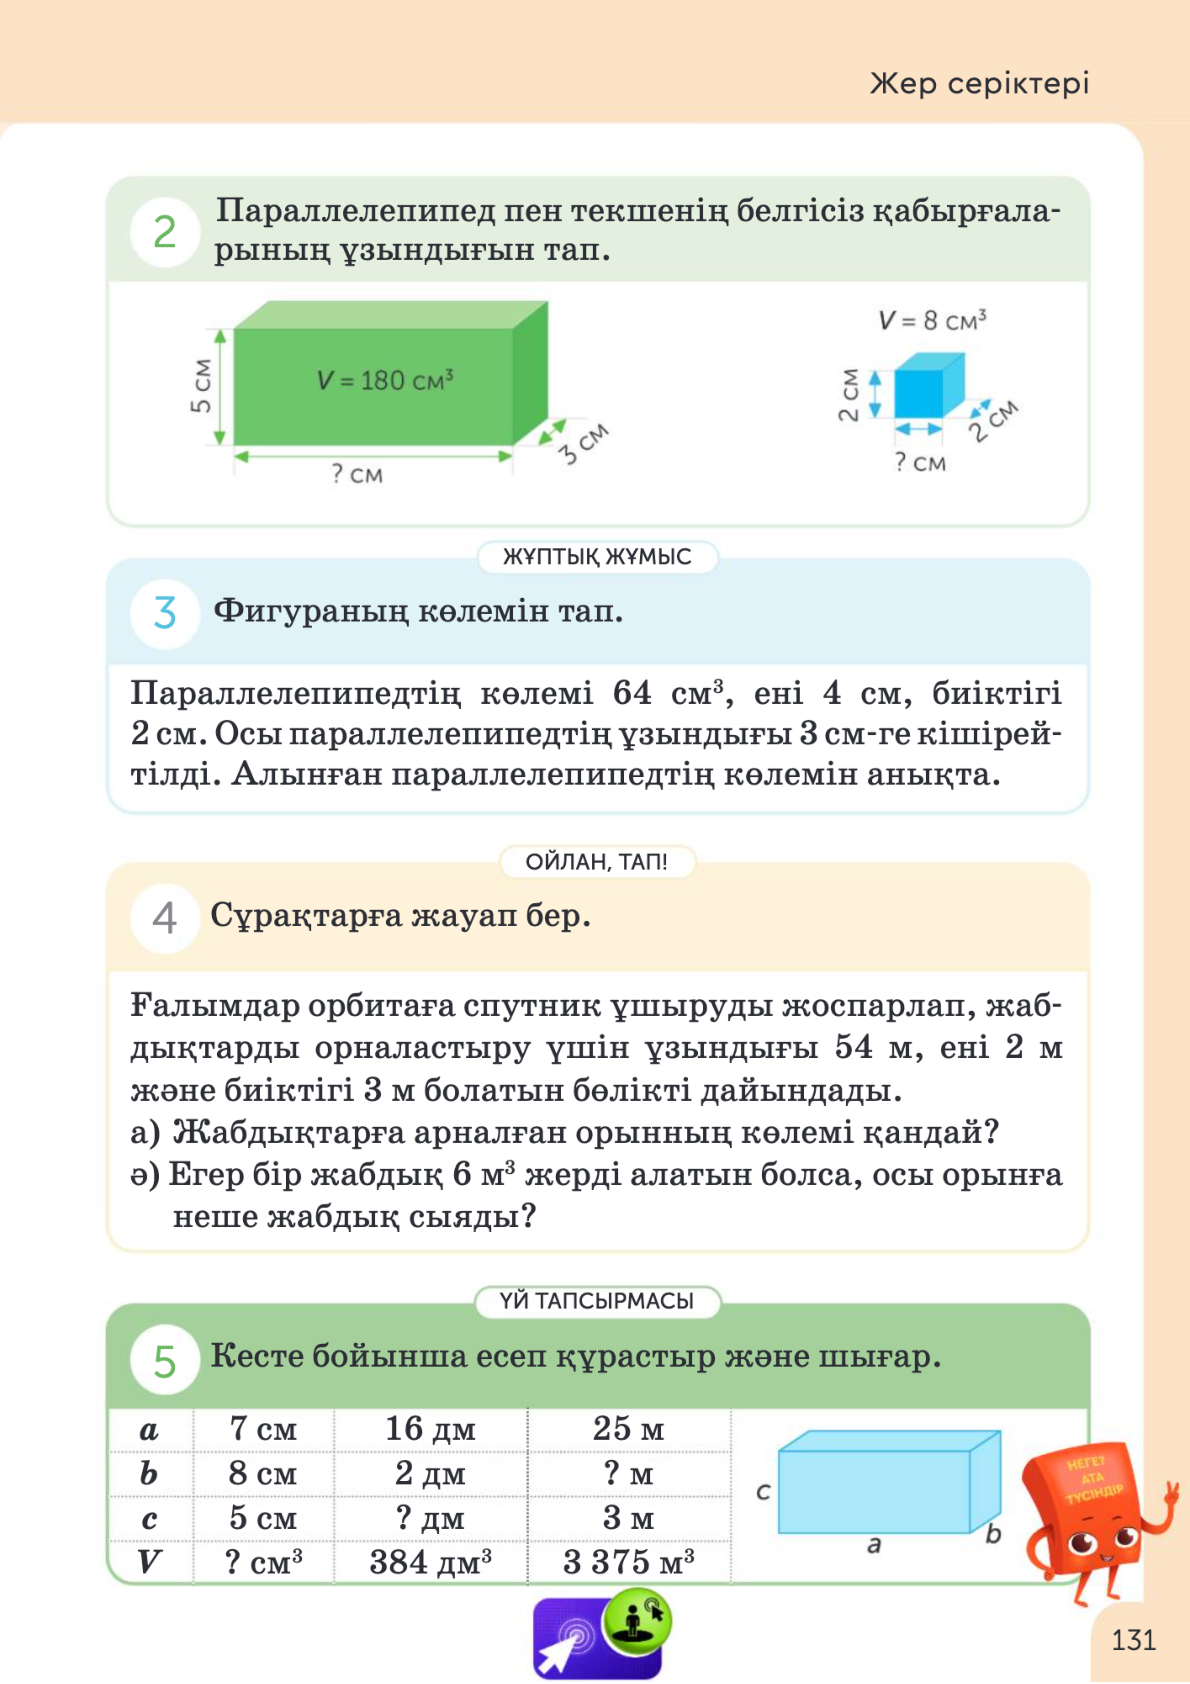 Жер серіктері
2 Параллелепипед пен текшенің белгісіз қабырғала-
рының ұзындығын тап.
5 см
V = 180 см³
? см
3 см
V = 8 см³
2 см
2 см
? см
ЖҰПТЫҚ ЖҰМЫС
3 Фигураның көлемін тап.
Параллелепипедтің көлемі 64 см³, ені 4 см, биіктігі
2 см. Осы параллелепипедтің ұзындығы 3 см-ге кішірей-
тілді. Алынған параллелепипедтің көлемін анықта.
ОЙЛАН, ТАП!
4 Сұрақтарға жауап бер.
Ғалымдар орбитаға спутник ұшыруды жоспарлап, жаб-
дықтарды орналастыру үшін ұзындығы 54 м, ені 2 м
және биіктігі 3 м болатын бөлікті дайындады.
а) Жабдықтарға арналған орынның көлемі қандай?
ә) Егер бір жабдық 6 м³ жерді алатын болса, осы орынға
неше жабдық сыяды?
ҮЙ ТАПСЫРМАСЫ
5 Кесте бойынша есеп құрастыр және шығар.
a 7 см 16 дм 25 м
b 8 см 2 дм ? м
c 5 см ? дм 3 м
V ? см³ 384 дм³ 3 375 м³
c
a
b
НЕГЕ?
АТА
ТҮСІНДІР
131